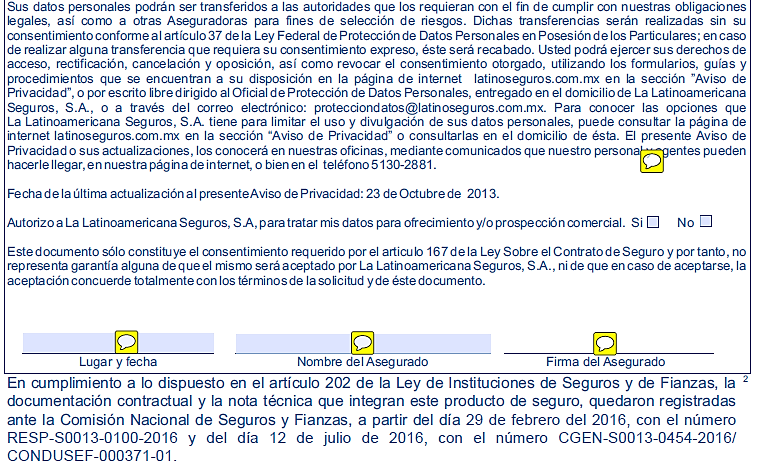 Sus datos personales podrán ser transferidos a las autoridades que los requieran con el fin de cumplir con nuestras obligaciones
legales, así como a otras Aseguradoras para fines de selección de riesgos. Dichas transferencias serán realizadas sin su
consentimiento conforme al artículo 37 de la Ley Federal de Protección de Datos Personales en Posesión de los Particulares; en caso
de realizar alguna transferencia que requiera su consentimiento expreso, éste será recabado. Usted podrá ejercer sus derechos de
acceso, rectificación, cancelación y oposición, así como revocar el consentimiento otorgado, utilizando los formularios, guías y
procedimientos que se encuentran a su disposición en la página de internet latinoseguros.com.mx en la sección "Aviso de
Privacidad", o por escrito libre dirigido al Oficial de Protección de Datos Personales, entregado en el domicilio de La Latinoamericana
Seguros, S.A., o a través del correo electrónico: protecciondatos@latinoseguros.com.mx. Para conocer las opciones que
La Latinoamericana Seguros, S.A. tiene para limitar el uso y divulgación de sus datos personales, puede consultar la página de
internet latinoseguros.com.mx en la sección "Aviso de Privacidad" o consultarlas en el domicilio de ésta. El presente Aviso de
Privacidad o sus actualizaciones, los conocerá en nuestras oficinas, mediante comunicados que nuestro personal y agentes pueden
hacerle llegar, en nuestra página de internet, o bien en el teléfono 5130-2881.
Fecha de la última actualización al presente Aviso de Privacidad: 23 de Octubre de 2013.
Autorizo a La Latinoamericana Seguros, S.A, para tratar mis datos para ofrecimiento y/o prospección comercial. Si No
Este documento sólo constituye el consentimiento requerido por el articulo 167 de la Ley Sobre el Contrato de Seguro y por tanto, no
representa garantía alguna de que el mismo será aceptado por La Latinoamericana Seguros, S.A., ni de que en caso de aceptarse, la
aceptación concuerde totalmente con los términos de la solicitud y de éste documento.
Lugar y fecha Nombre del Asegurado Firma del Asegurado
En cumplimiento a lo dispuesto en el artículo 202 de la Ley de Instituciones de Seguros y de Fianzas, la 2
documentación contractual y la nota técnica que integran este producto de seguro, quedaron registradas
ante la Comisión Nacional de Seguros y Fianzas, a partir del día 29 de febrero del 2016, con el número
RESP-S0013-0100-2016 y del día 12 de julio de 2016, con el número CGEN-S0013-0454-2016/
CONDUSEF-000371-01.